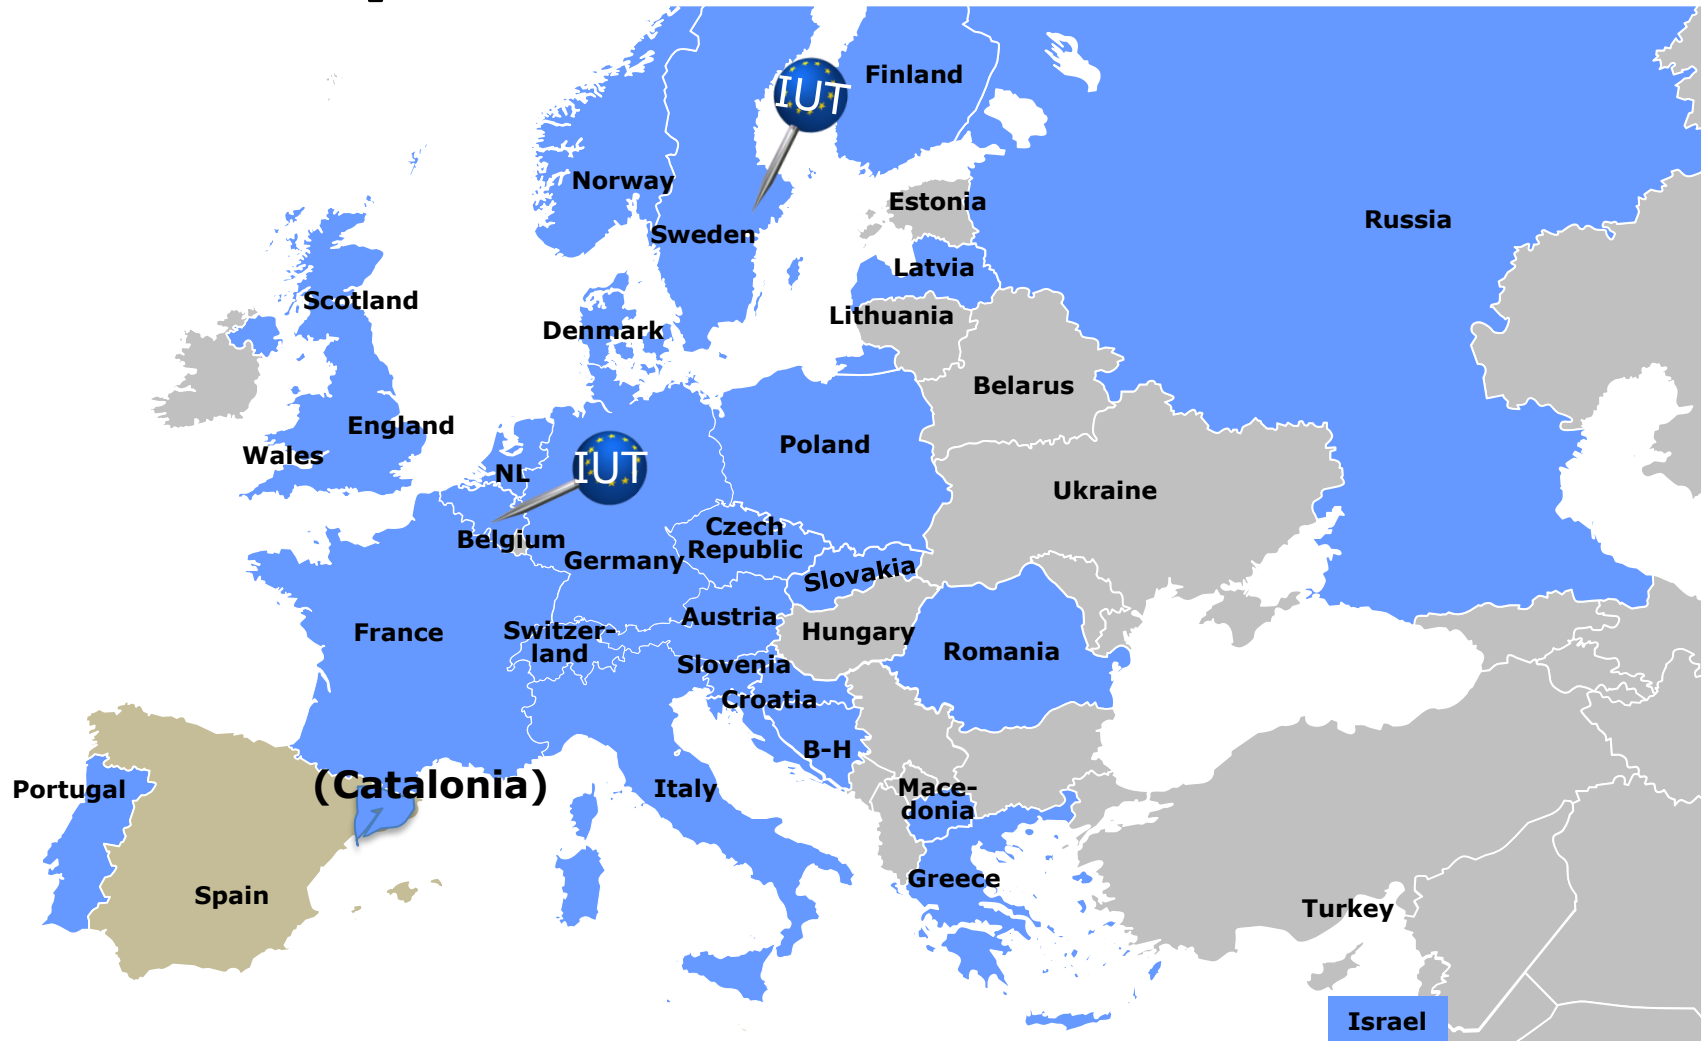 IUT
Finland
Norway
Estonia
Russia
Sweden
Latvia
Scotland
Lithuania
Denmark
Belarus
England
Poland
Wales
IUT
NL
Ukraine
Czech
Republic
Belgium
Germany
Slovakia
Austria
France
Switzer-
land
Hungary
Romania
Slovenia
Croatia
B-H
Portugal
(Catalonia)
Italy
Mace-
donia
Greece
Spain
Turkey
Israel